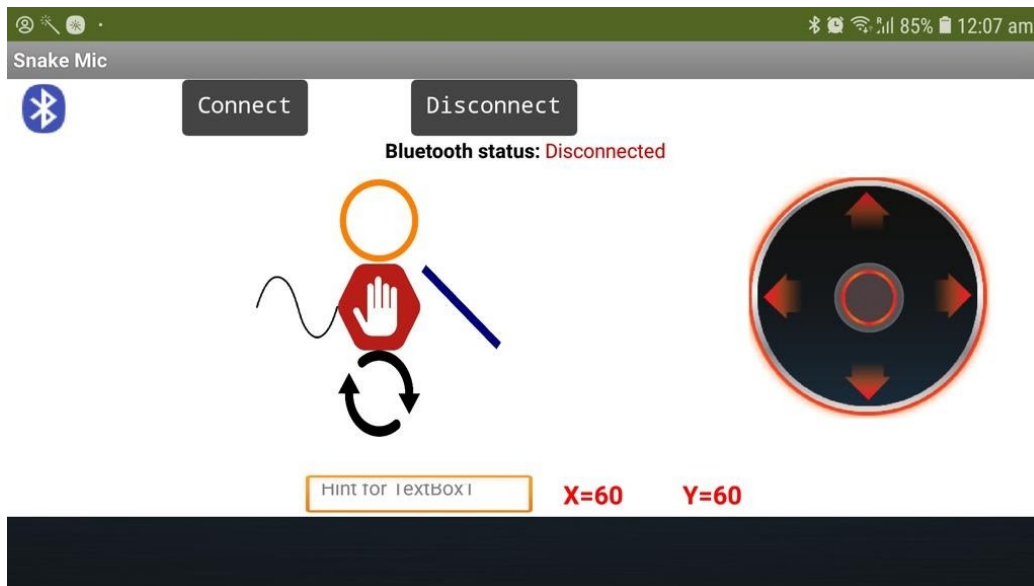 85% 12:07 am
Snake Mic
Connect Disconnect
Bluetooth status: Disconnected
Hint for TextBox1 X=60 Y=60